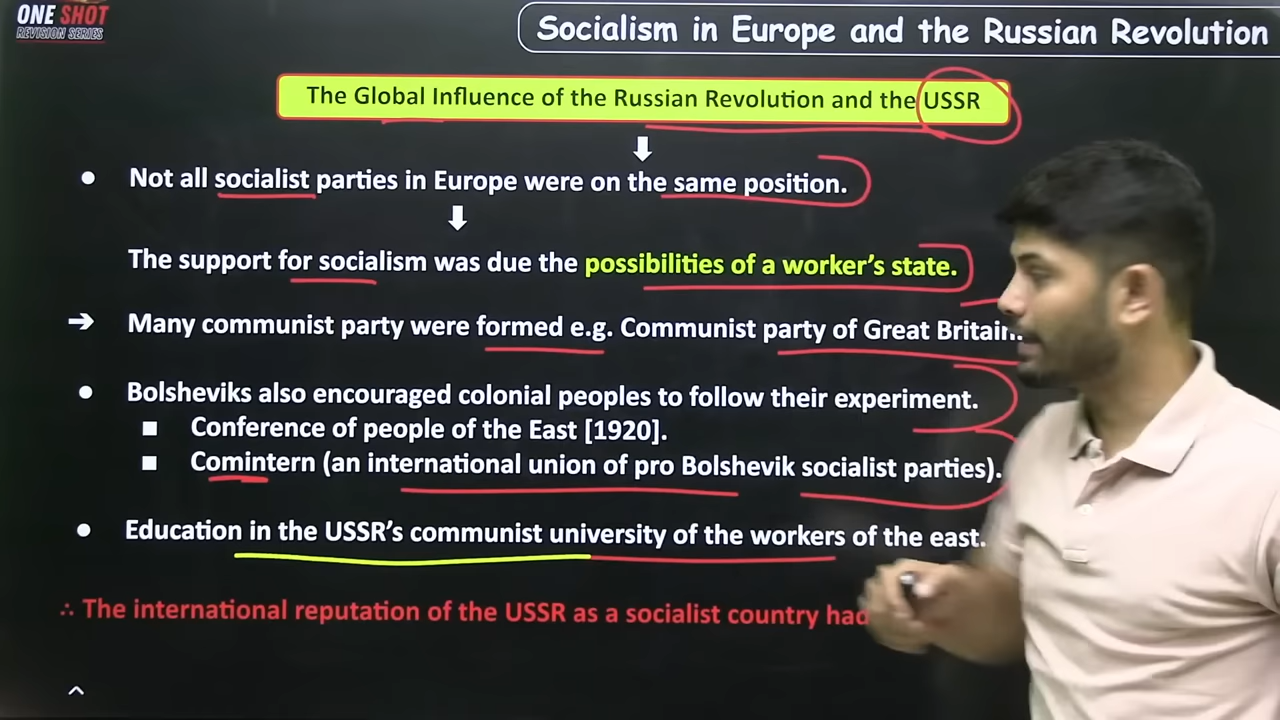 ONE SHOT
REVISION SERIES
Socialism in Europe and the Russian Revolution
The Global Influence of the Russian Revolution and the USSR
● Not all socialist parties in Europe were on the same position.
The support for socialism was due the possibilities of a worker's state.
→ Many communist party were formed e.g. Communist party of Great Britain.
● Bolsheviks also encouraged colonial peoples to follow their experiment.
■ Conference of people of the East [1920].
■ Comintern (an international union of pro Bolshevik socialist parties).
● Education in the USSR's communist university of the workers of the east.
∴ The international reputation of the USSR as a socialist country had